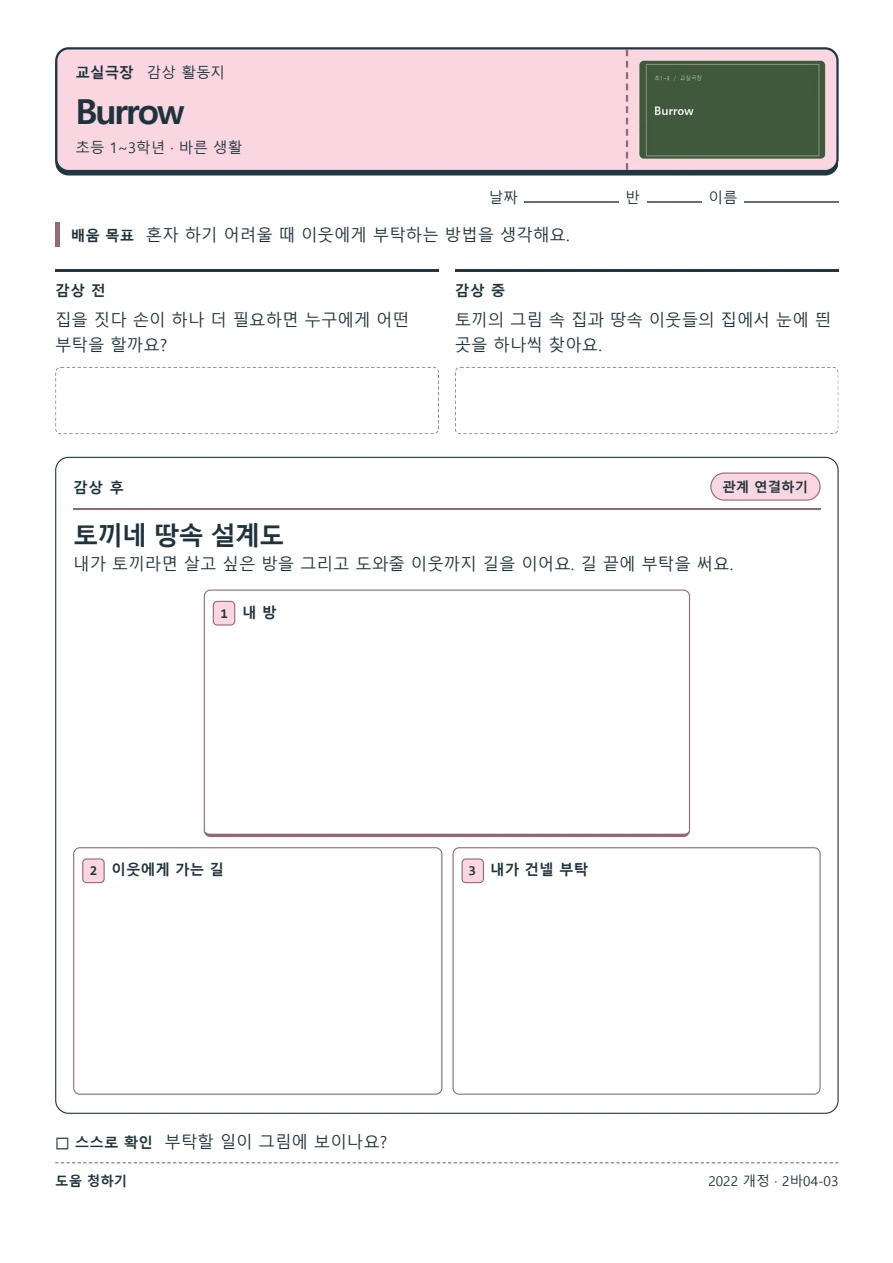 교실극장 감상 활동지
Burrow
초등 1~3학년 · 바른 생활
초1-3 / 교실극장
Burrow
날짜 반 이름
배움 목표 혼자 하기 어려울 때 이웃에게 부탁하는 방법을 생각해요.
감상 전
집을 짓다 손이 하나 더 필요하면 누구에게 어떤
부탁을 할까요?
감상 중
토끼의 그림 속 집과 땅속 이웃들의 집에서 눈에 띈
곳을 하나씩 찾아요.
감상 후
관계 연결하기
토끼네 땅속 설계도
내가 토끼라면 살고 싶은 방을 그리고 도와줄 이웃까지 길을 이어요. 길 끝에 부탁을 써요.
1 내 방
2 이웃에게 가는 길
3 내가 건넬 부탁
스스로 확인 부탁할 일이 그림에 보이나요?
도움 청하기
2022 개정 · 2바04-03